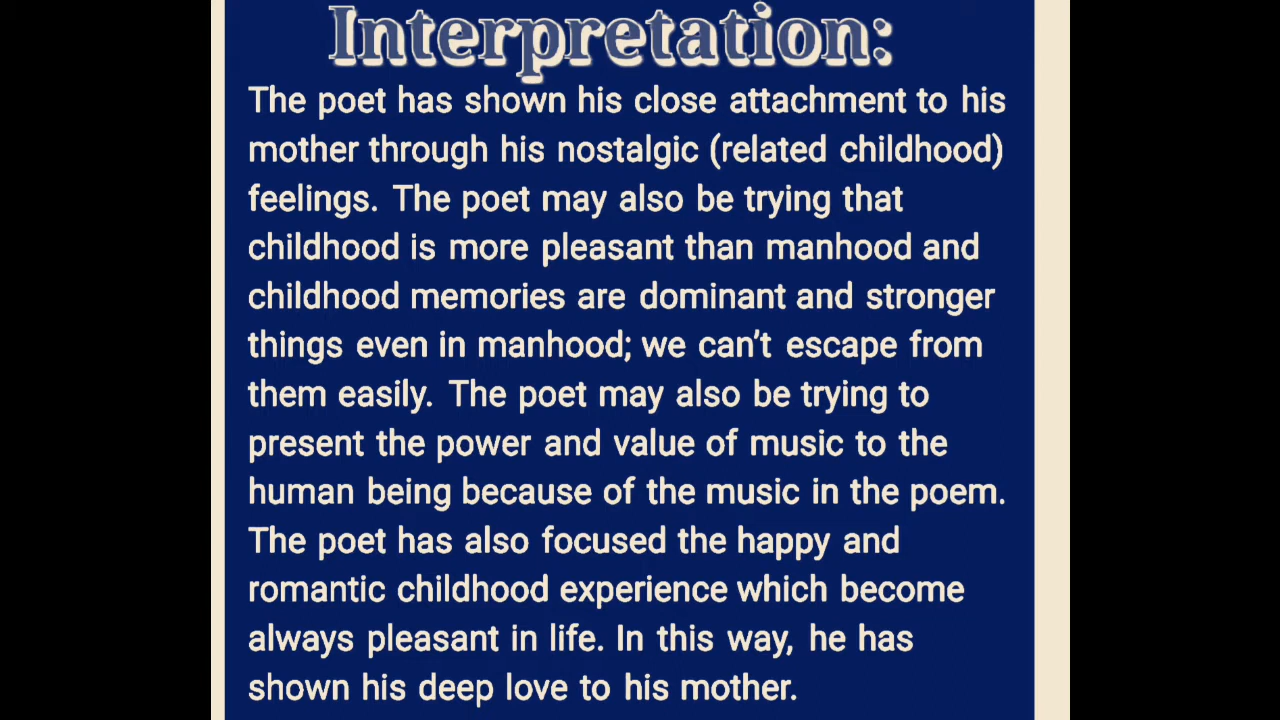 Interpretation:
The poet has shown his close attachment to his
mother through his nostalgic (related childhood)
feelings. The poet may also be trying that
childhood is more pleasant than manhood and
childhood memories are dominant and stronger
things even in manhood; we can't escape from
them easily. The poet may also be trying to
present the power and value of music to the
human being because of the music in the poem.
The poet has also focused the happy and
romantic childhood experience which become
always pleasant in life. In this way, he has
shown his deep love to his mother.